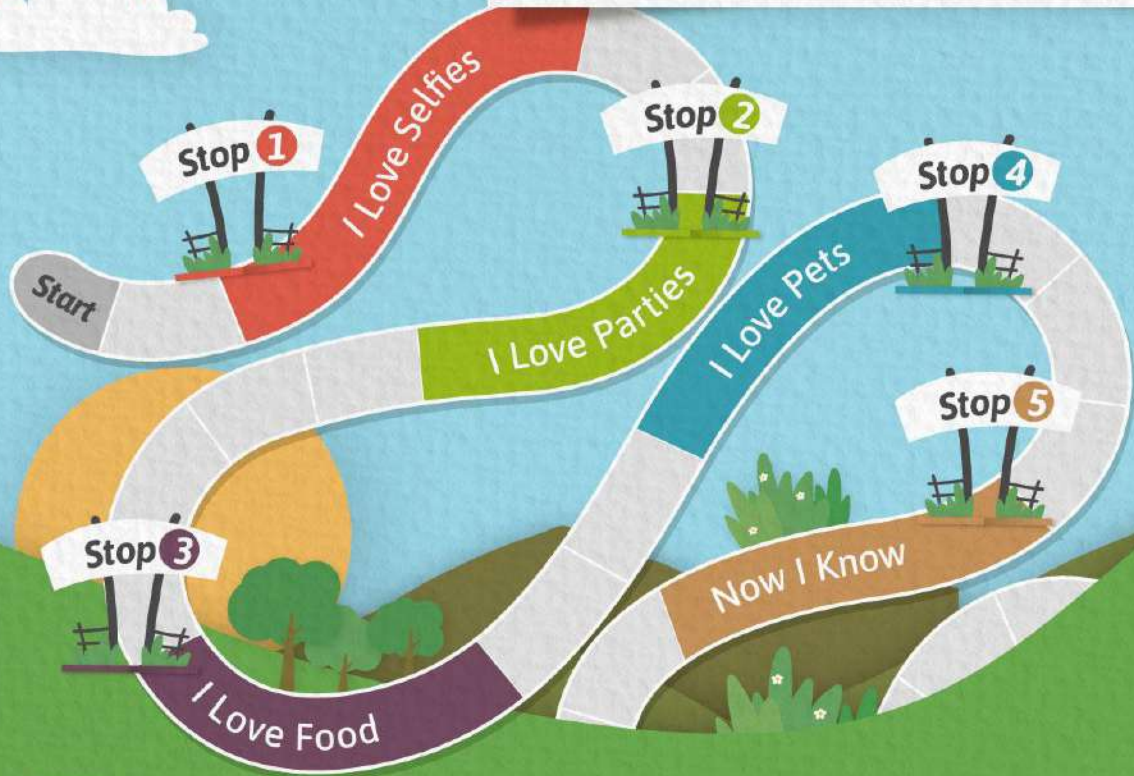 Start
Stop 1
I Love Selfies
Stop 2
I Love Parties
Stop 3
I Love Food
Stop 4
I Love Pets
Stop 5
Now I Know